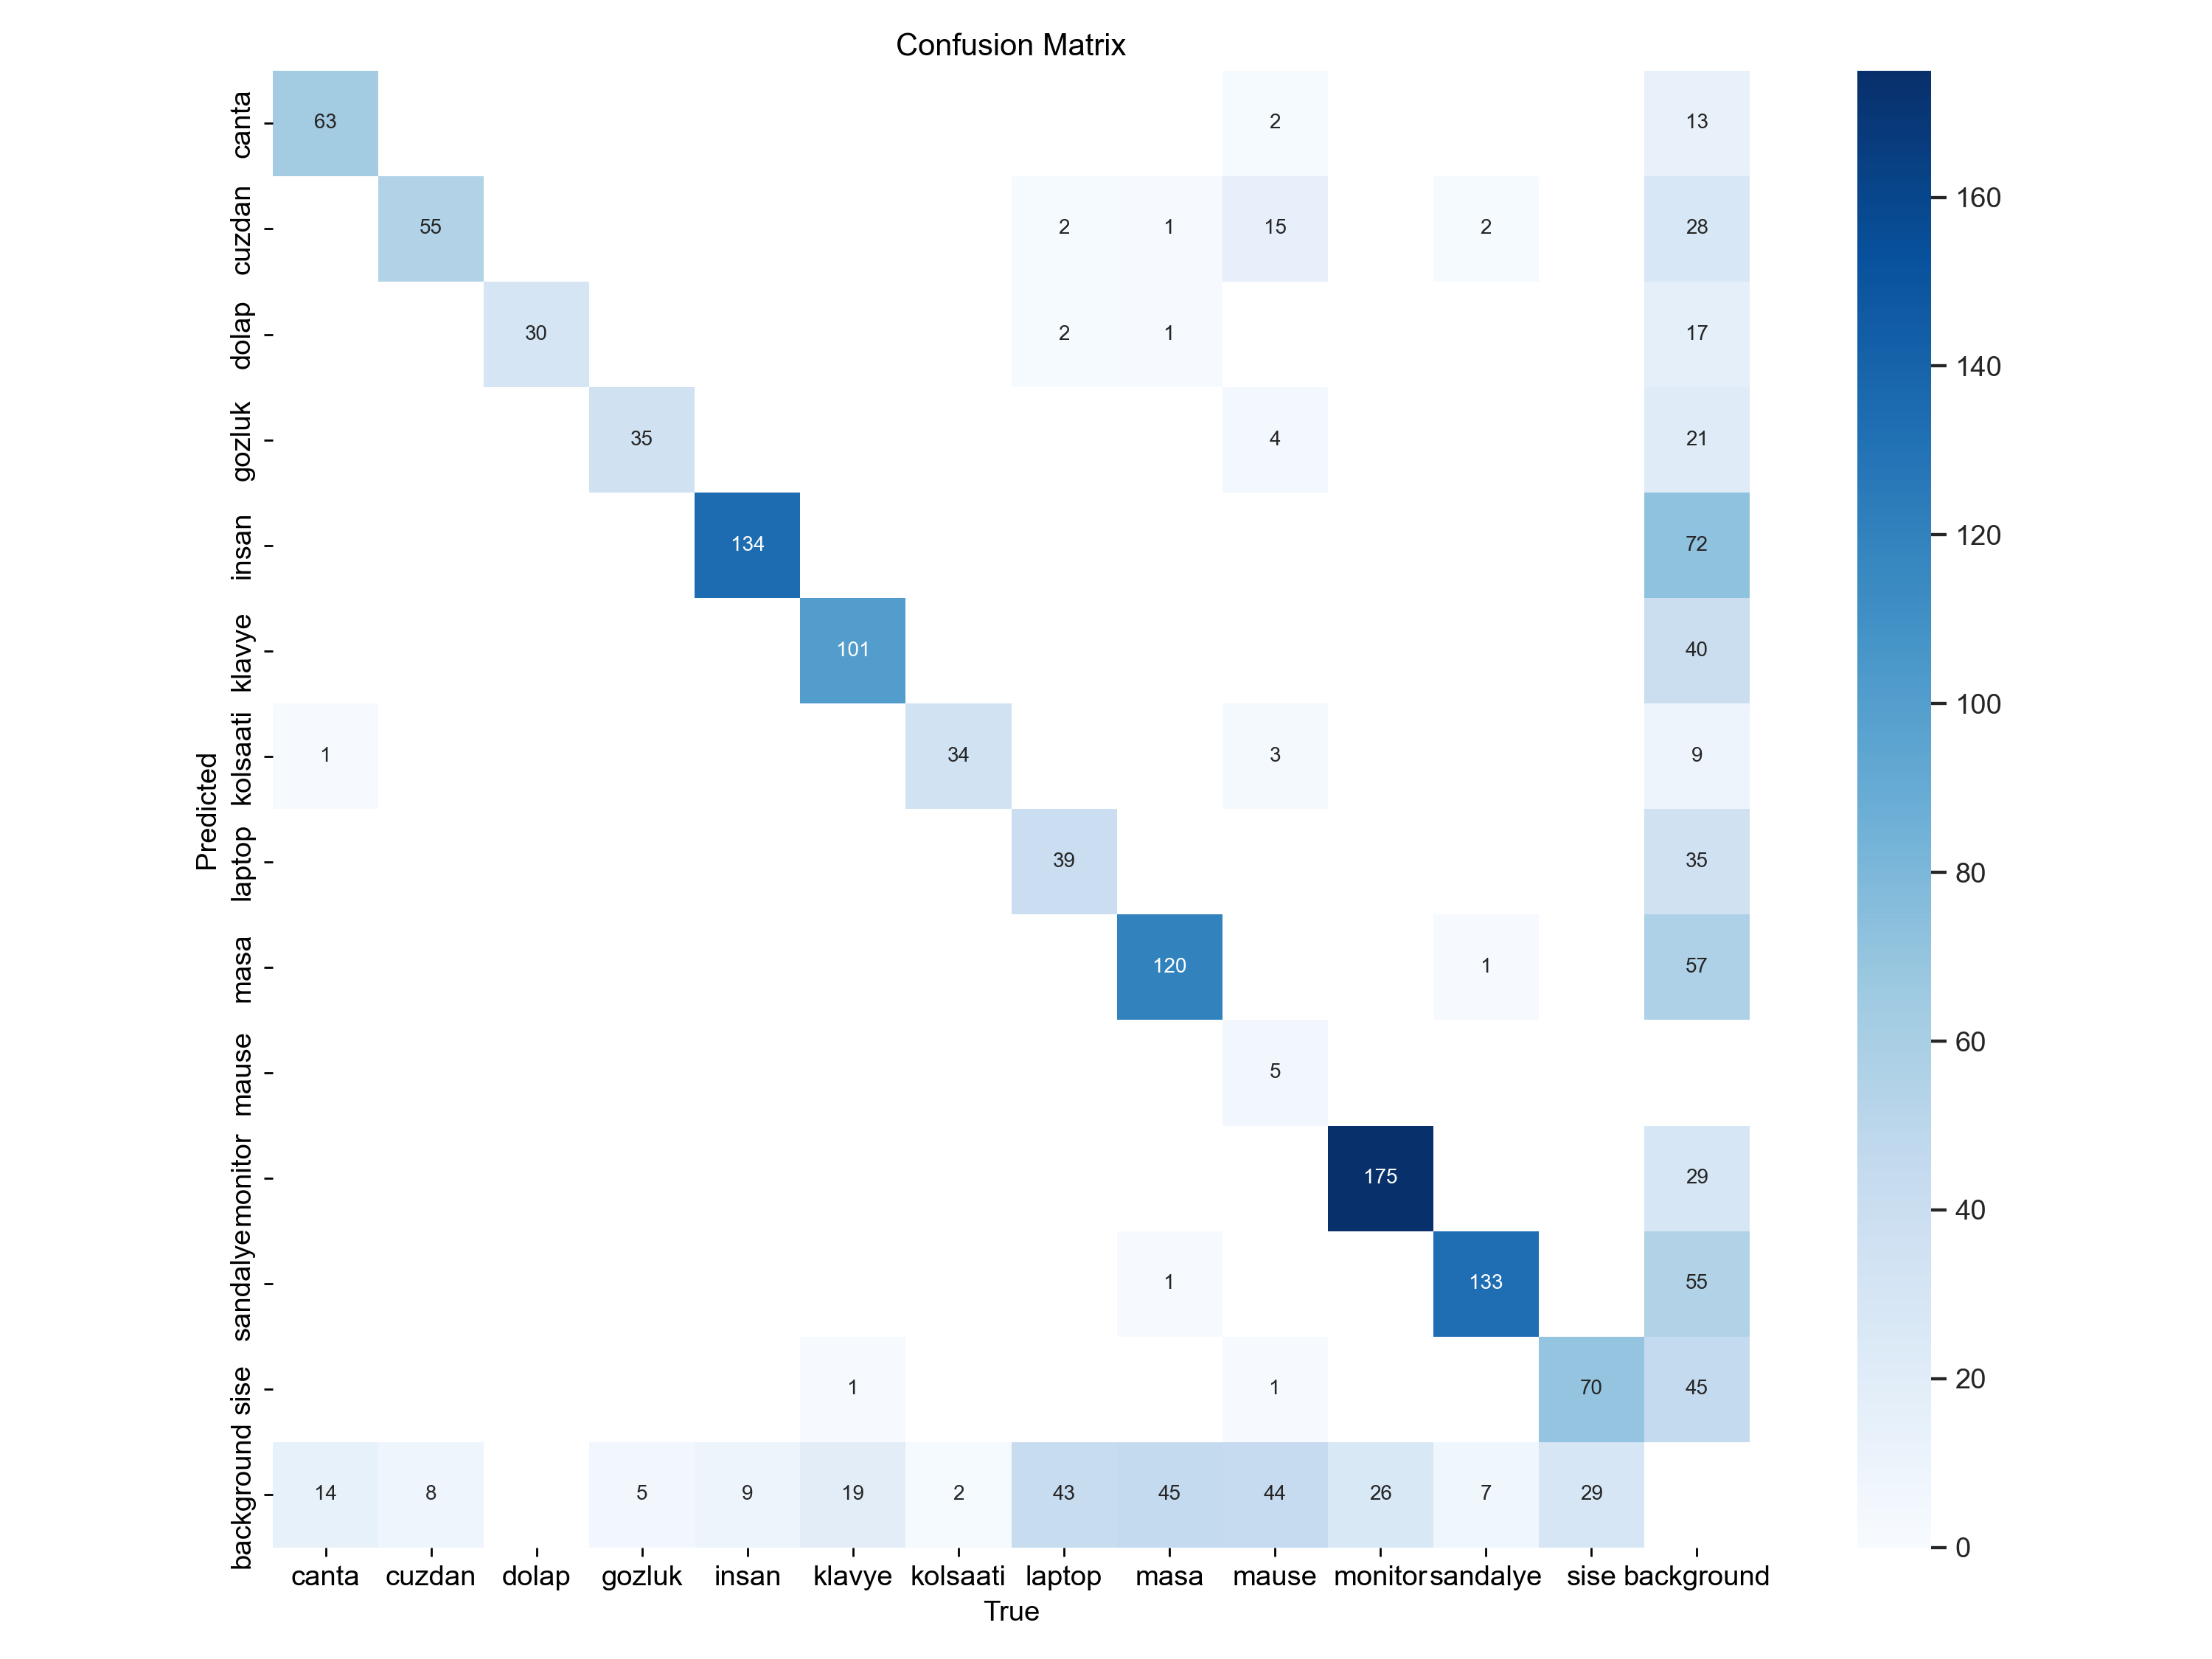 Confusion Matrix
Predicted
canta 63 2 13
cuzdan 55 2 1 15 2 28
dolap 30 2 1 17
gozluk 35 4 21
insan 134 72
klavye 101 40
kolsaati 1 34 3 9
laptop 39 35
masa 120 1 57
mause 5
monitor 175 29
sandalye 1 133 55
sise 1 1 70 45
background 14 8 5 9 19 2 43 45 44 26 7 29
canta cuzdan dolap gozluk insan klavye kolsaati laptop masa mause monitor sandalye sise background
True
160
140
120
100
80
60
40
20
0